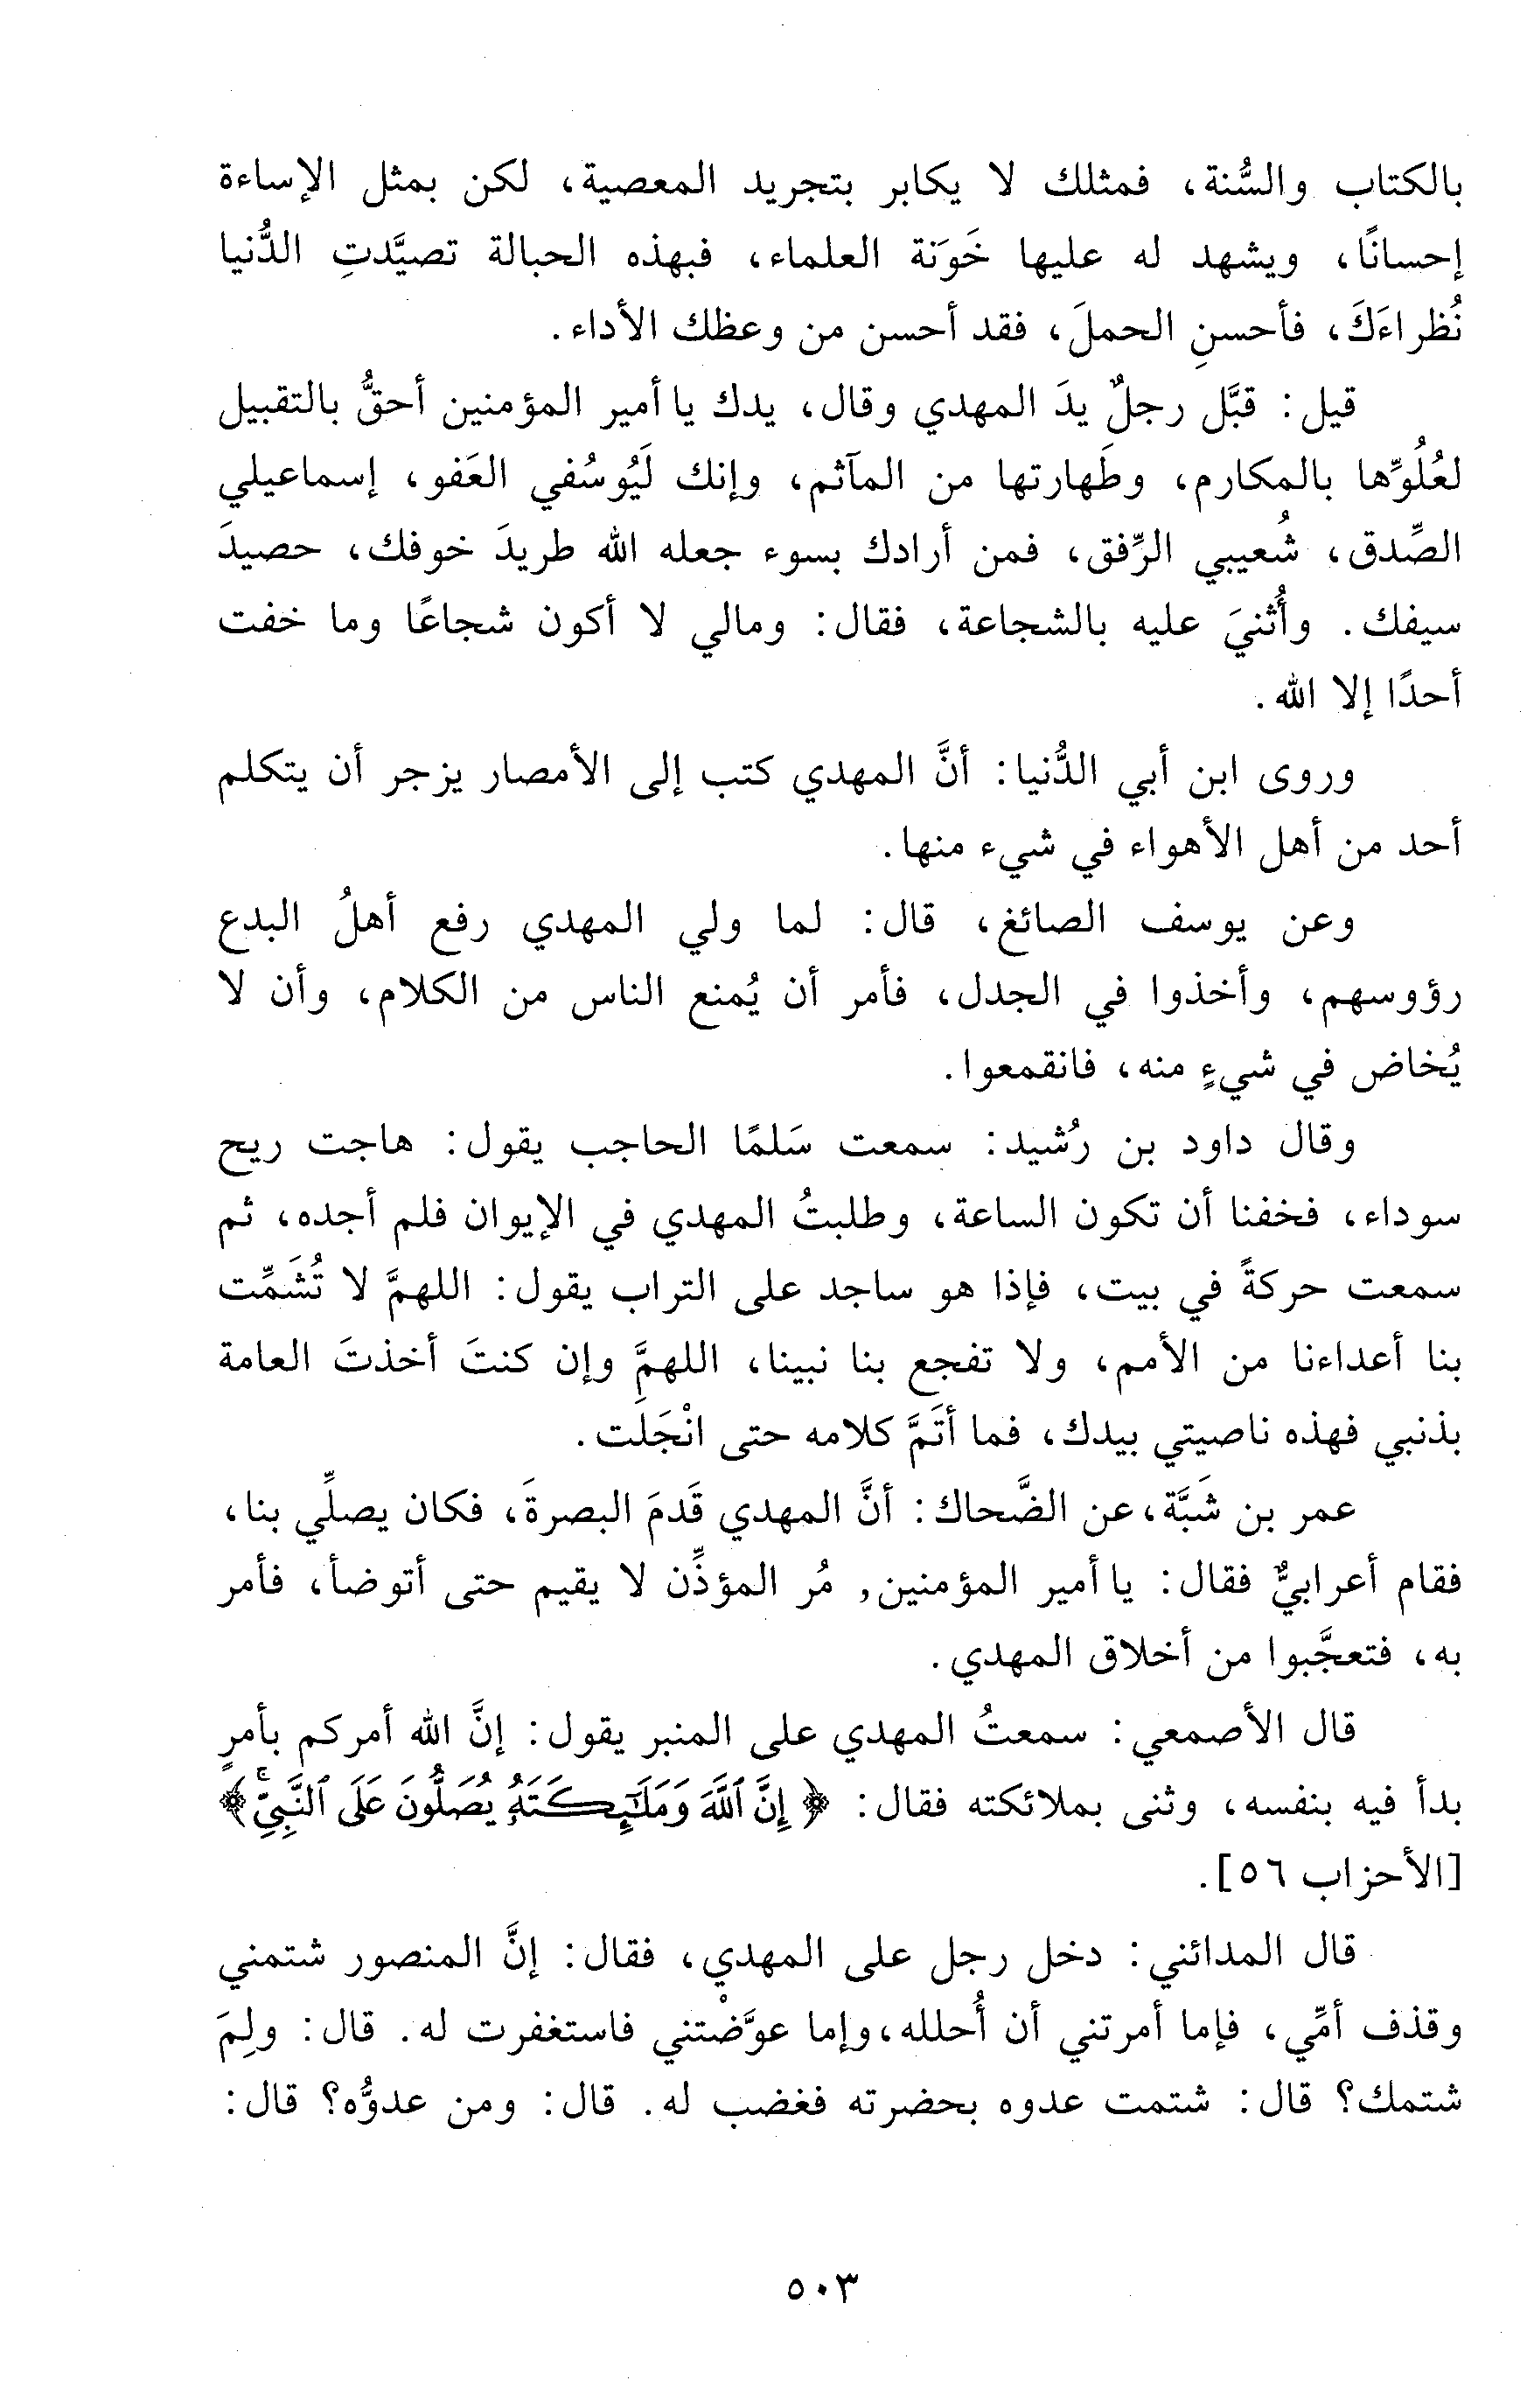 بالكتاب والسُّنة، فمثلك لا يكابر بتجريد المعصية، لكن بمثل الإساءة
إحسانًا، ويشهد له عليها خَوَنة العلماء، فبهذه الحبالة تصيَّدتِ الدُّنيا
نُظراءَكَ، فأحسنِ الحملَ، فقد أحسن من وعظك الأداء.
قيل: قبَّل رجلٌ يدَ المهدي وقال، يدك يا أمير المؤمنين أحقُّ بالتقبيل
لعُلُوِّها بالمكارم، وطَهارتها من المآثم، وإنك لَيُوسُفي العَفو، إسماعيلي
الصِّدق، شُعيبي الرِّفق، فمن أرادك بسوء جعله الله طريدَ خوفك، حصيدَ
سيفك. وأُثنيَ عليه بالشجاعة، فقال: ومالي لا أكون شجاعًا وما خفت
أحدًا إلا الله.
وروى ابن أبي الدُّنيا: أنَّ المهدي كتب إلى الأمصار يزجر أن يتكلم
أحد من أهل الأهواء في شيء منها.
وعن يوسف الصائغ، قال: لما ولي المهدي رفع أهلُ البدع
رؤوسهم، وأخذوا في الجدل، فأمر أن يُمنع الناس من الكلام، وأن لا
يُخاض في شيءٍ منه، فانقمعوا.
وقال داود بن رُشيد: سمعت سَلمًا الحاجب يقول: هاجت ريح
سوداء، فخفنا أن تكون الساعة، وطلبتُ المهدي في الإيوان فلم أجده، ثم
سمعت حركةً في بيت، فإذا هو ساجد على التراب يقول: اللهمَّ لا تُشَمِّت
بنا أعداءنا من الأمم، ولا تفجع بنا نبينا، اللهمَّ وإن كنتَ أخذتَ العامة
بذنبي فهذه ناصيتي بيدك، فما أتَمَّ كلامه حتى انْجَلَت.
عمر بن شَبَّة، عن الضَّحاك: أنَّ المهدي قَدمَ البصرةَ، فكان يصلِّي بنا،
فقام أعرابيٌّ فقال: يا أمير المؤمنين, مُر المؤذِّن لا يقيم حتى أتوضأ، فأمر
به، فتعجَّبوا من أخلاق المهدي.
قال الأصمعي: سمعتُ المهدي على المنبر يقول: إنَّ الله أمركم بأمرٍ
بدأ فيه بنفسه، وثنى بملائكته فقال: ﴿إِنَّ ٱللَّهَ وَمَلَٰٓئِكَتَهُۥ يُصَلُّونَ عَلَى ٱلنَّبِيِّۚ﴾
[الأحزاب ٥٦].
قال المدائني: دخل رجل على المهدي، فقال: إنَّ المنصور شتمني
وقذف أمِّي، فإما أمرتني أن أُحلله، وإما عوَّضْتني فاستغفرت له. قال: ولِمَ
شتمك؟ قال: شتمت عدوه بحضرته فغضب له. قال: ومن عدوُّه؟ قال:
٥٠٣